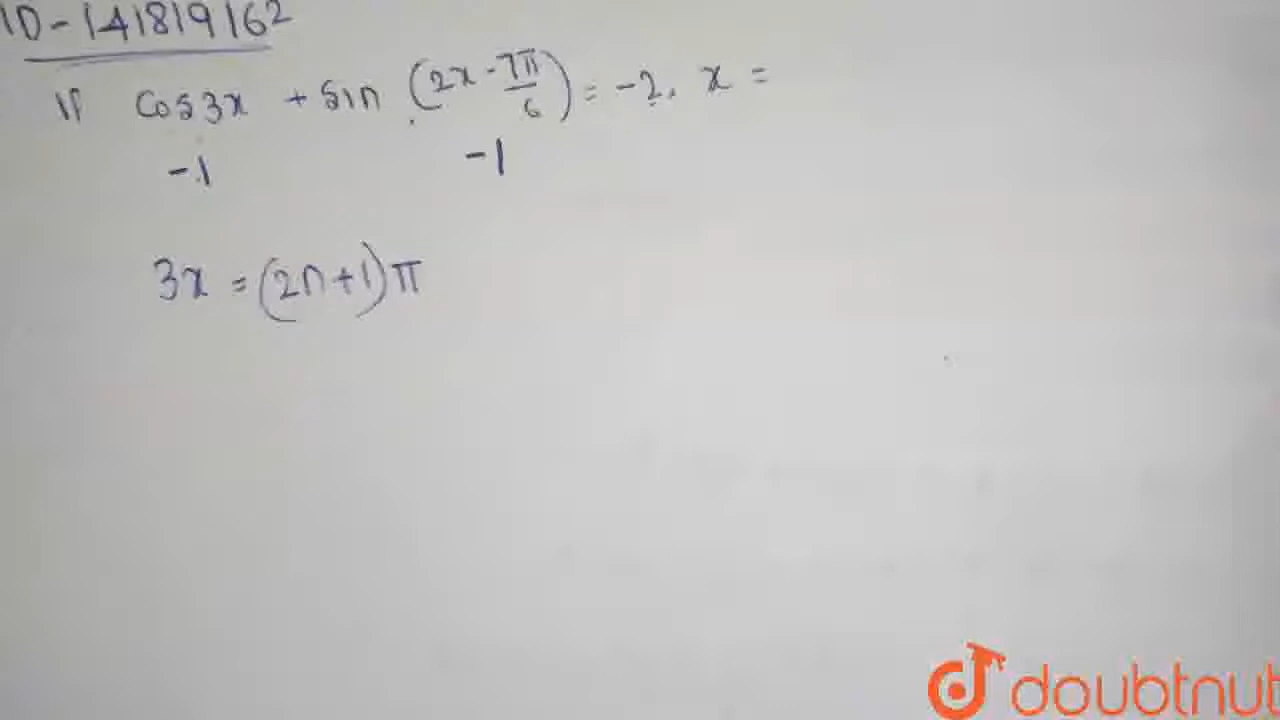 ID-141819162
If cos3x + sin (2x - 7π/6) = -2, x =
-1 -1
3x = (2n+1)π
doubtnut